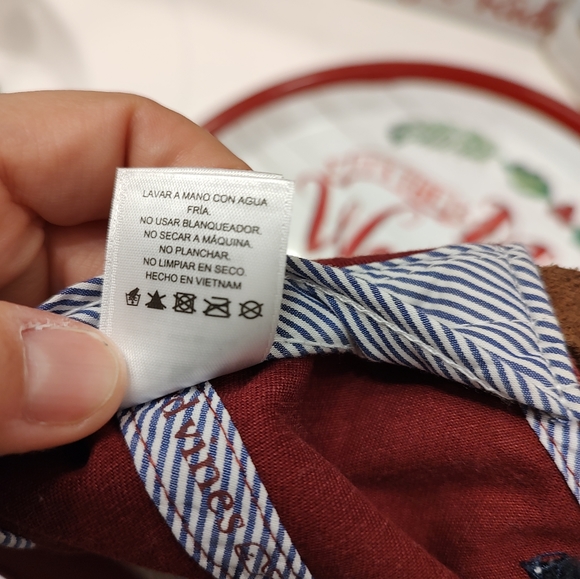 LAVAR A MANO CON AGUA
FRÍA.
NO USAR BLANQUEADOR.
NO SECAR A MÁQUINA.
NO PLANCHAR.
NO LIMPIAR EN SECO.
HECHO EN VIETNAM
vines